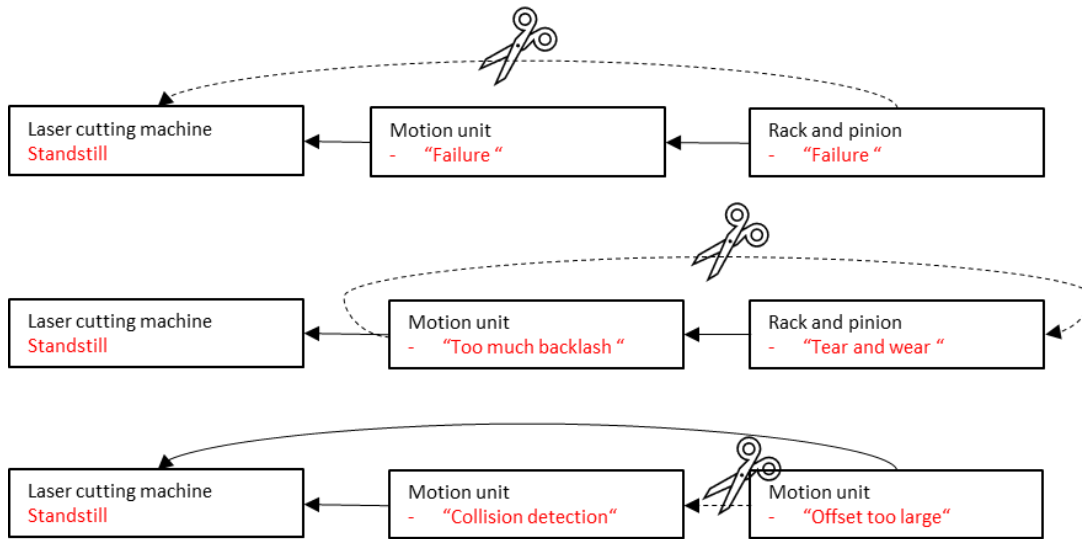 Laser cutting machine
Standstill
Motion unit
- “Failure “
Rack and pinion
- “Failure “
Laser cutting machine
Standstill
Motion unit
- “Too much backlash “
Rack and pinion
- “Tear and wear “
Laser cutting machine
Standstill
Motion unit
- “Collision detection“
Motion unit
- “Offset too large“